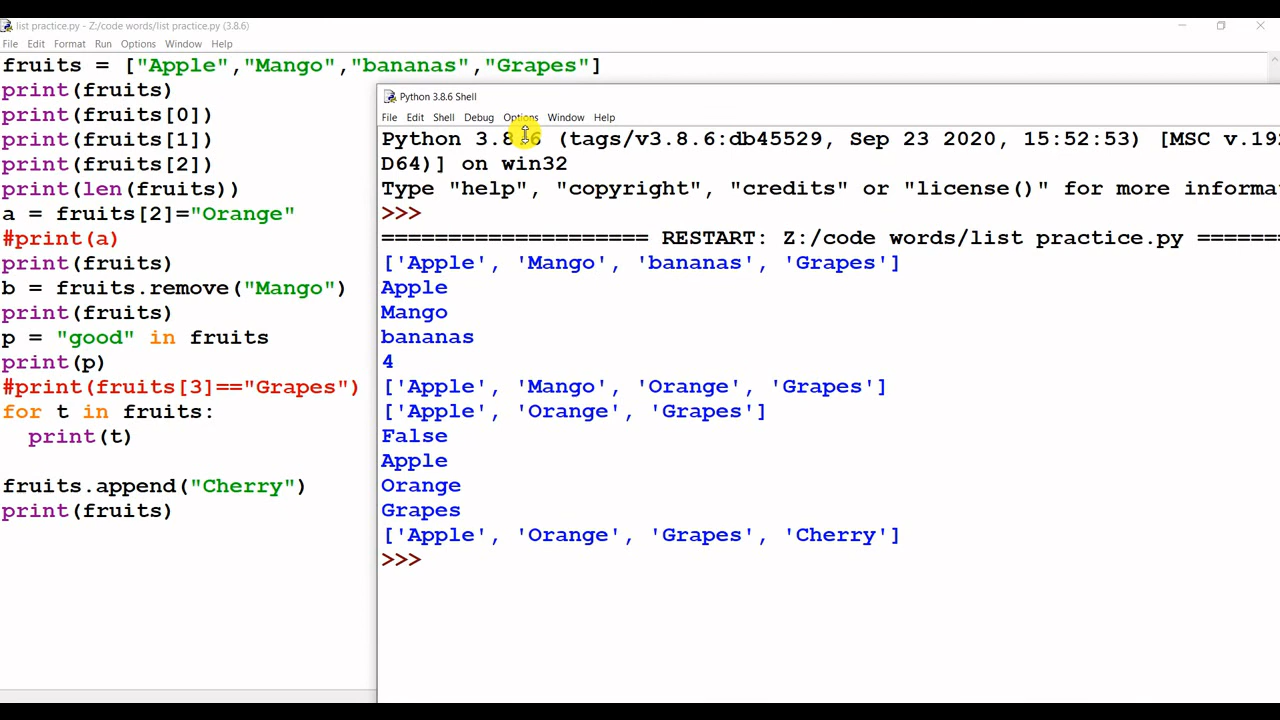 list practice.py - Z:/code words/list practice.py (3.8.6)
File Edit Format Run Options Window Help
fruits = ["Apple","Mango","bananas","Grapes"]
print(fruits)
print(fruits[0])
print(fruits[1])
print(fruits[2])
print(len(fruits))
a = fruits[2]="Orange"
#print(a)
print(fruits)
b = fruits.remove("Mango")
print(fruits)
p = "good" in fruits
print(p)
#print(fruits[3]=="Grapes")
for t in fruits:
  print(t)
fruits.append("Cherry")
print(fruits)
Python 3.8.6 Shell
File Edit Shell Debug Options Window Help
Python 3.8.6 (tags/v3.8.6:db45529, Sep 23 2020, 15:52:53) [MSC v.192
D64)] on win32
Type "help", "copyright", "credits" or "license()" for more informa
>>>
==================== RESTART: Z:/code words/list practice.py ======
['Apple', 'Mango', 'bananas', 'Grapes']
Apple
Mango
bananas
4
['Apple', 'Mango', 'Orange', 'Grapes']
['Apple', 'Orange', 'Grapes']
False
Apple
Orange
Grapes
['Apple', 'Orange', 'Grapes', 'Cherry']
>>>